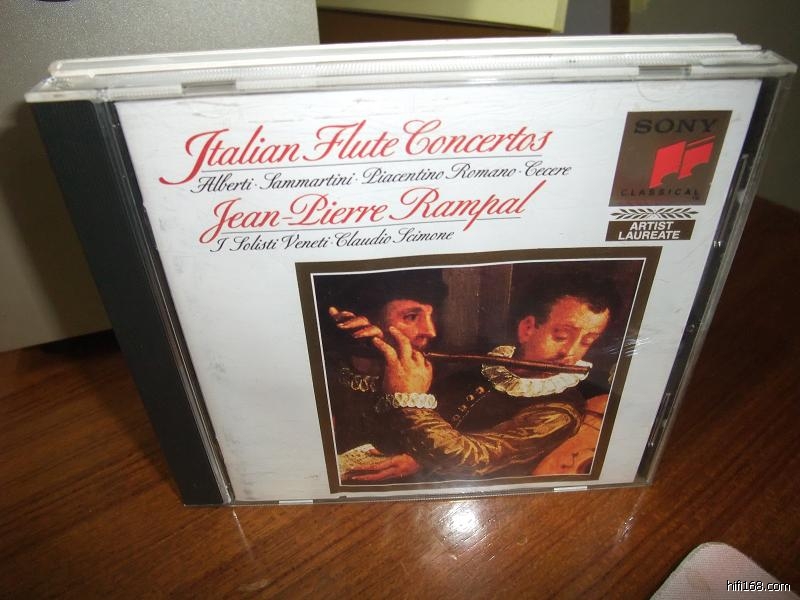 Italian Flute Concertos
Alberti · Sammartini · Piacentino Romano · Cecere
Jean-Pierre Rampal
I Solisti Veneti · Claudio Scimone
SONY
CLASSICAL
ARTIST
LAUREATE
hifi168.com